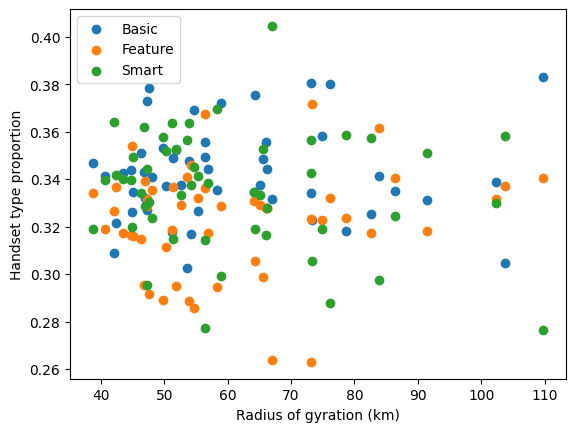 Basic
Feature
Smart
0.40
0.38
0.36
0.34
0.32
0.30
0.28
0.26
Handset type proportion
40 50 60 70 80 90 100 110
Radius of gyration (km)